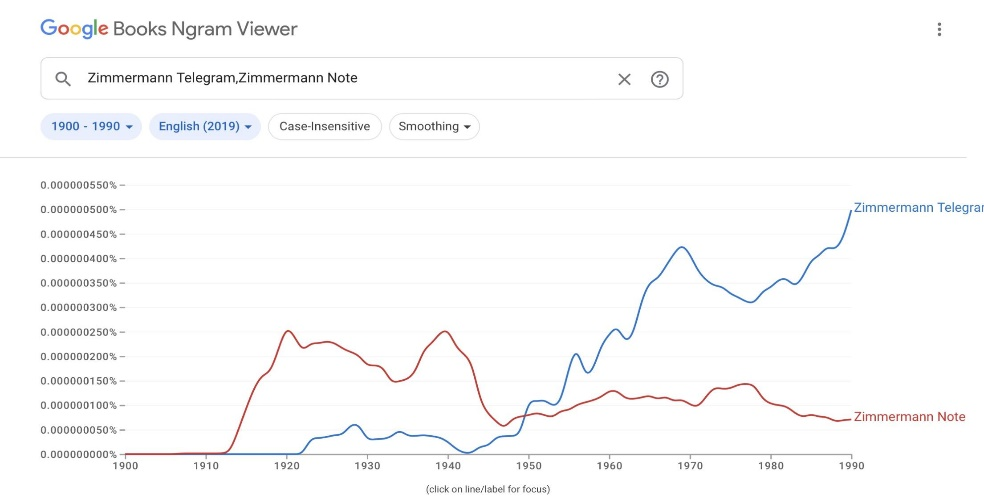 Google Books Ngram Viewer
Zimmermann Telegram,Zimmermann Note
1900 - 1990
English (2019)
Case-Insensitive
Smoothing
0.000000550%
0.000000500%
Zimmermann Telegra
0.000000450%
0.000000400%
0.000000350%
0.000000300%
0.000000250%
0.000000200%
0.000000150%
0.000000100%
Zimmermann Note
0.000000050%
0.000000000%
1900 1910 1920 1930 1940 1950 1960 1970 1980 1990
(click on line/label for focus)